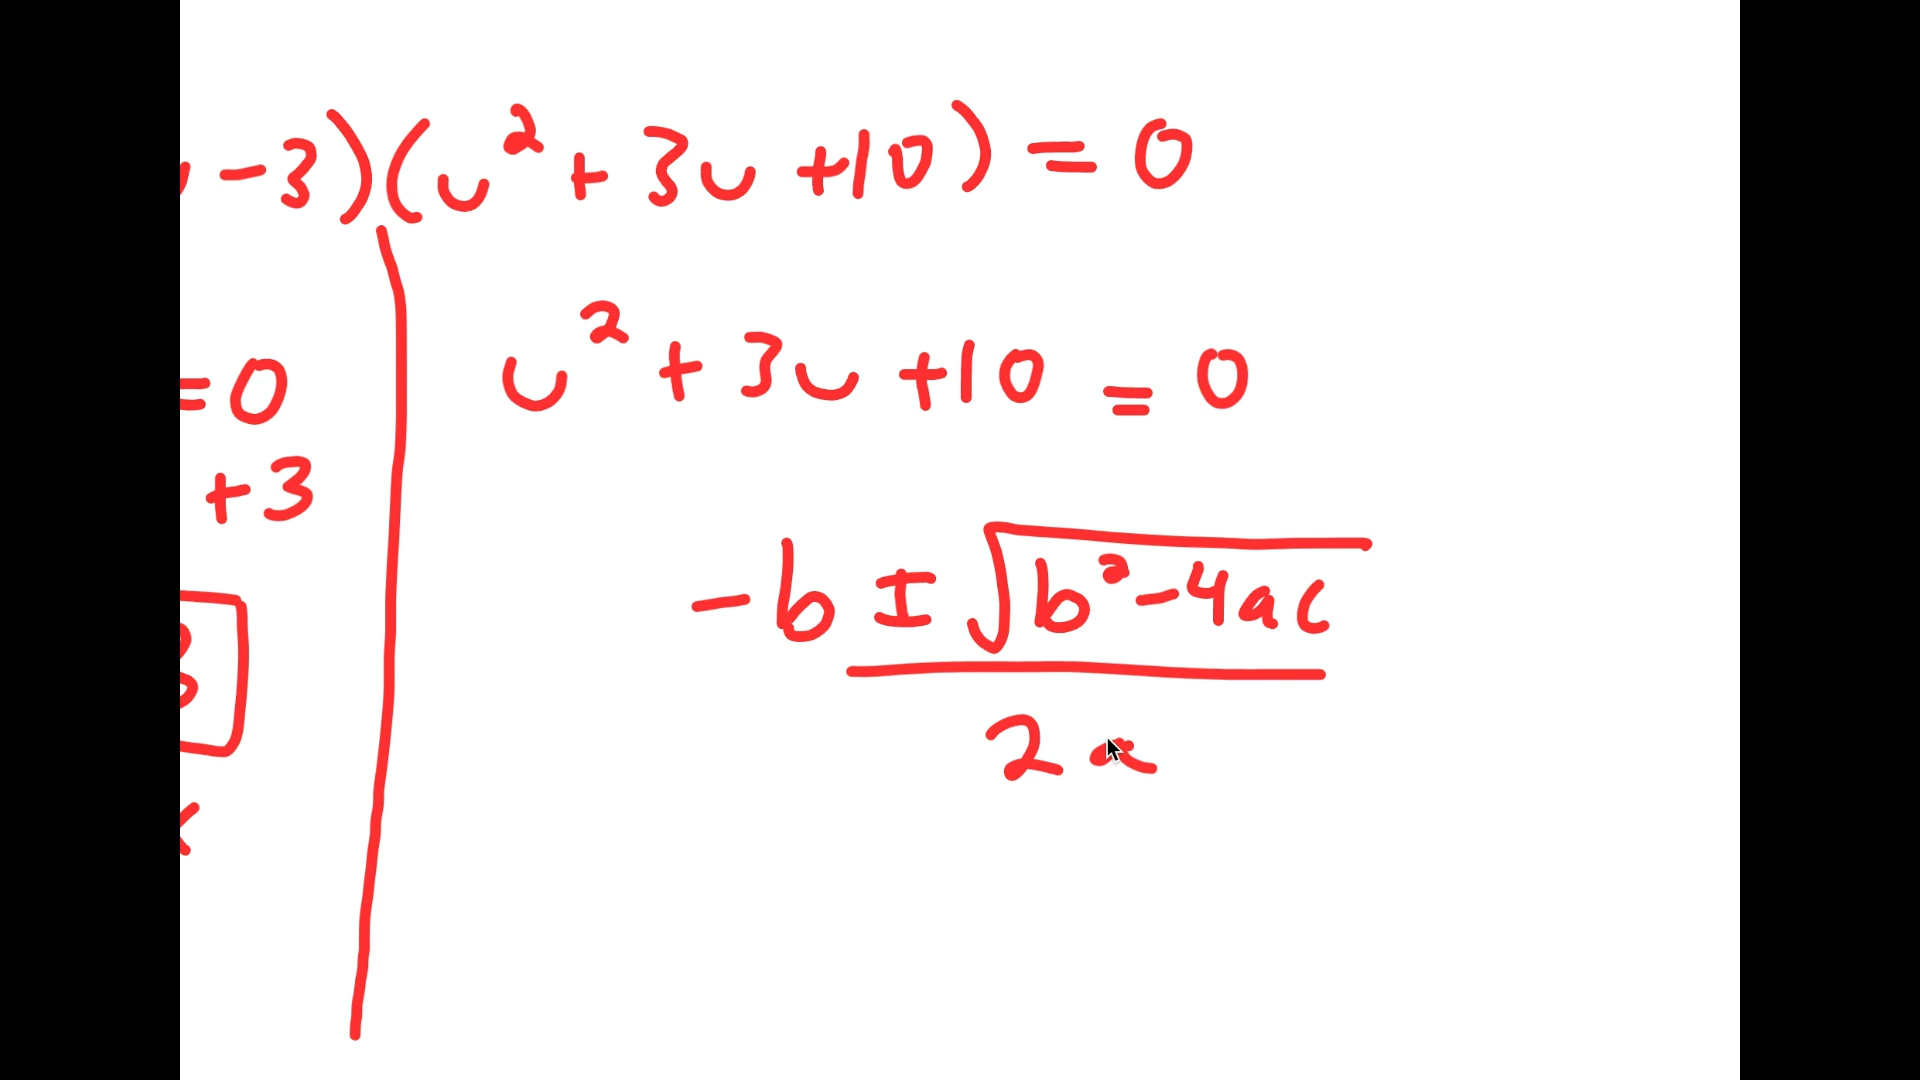 -3)(u²+3u+10)=0
=0
+3
u²+3u+10=0
-b±√b²-4ac
2a